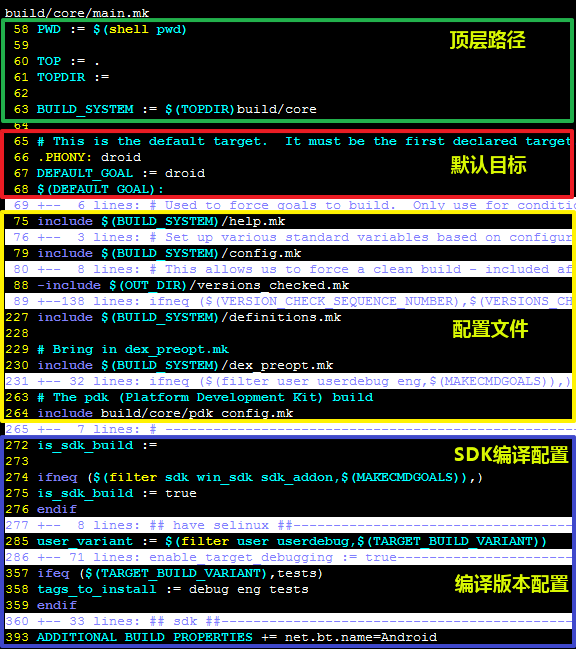 build/core/main.mk
58 PWD := $(shell pwd)
59
60 TOP := .
61 TOPDIR :=
62
63 BUILD_SYSTEM := $(TOPDIR)build/core
64
顶层路径
65 # This is the default target.  It must be the first declared target
66 .PHONY: droid
67 DEFAULT_GOAL := droid
68 $(DEFAULT_GOAL):
默认目标
69 +--  6 lines: # Used to force goals to build.  Only use for conditio
75 include $(BUILD_SYSTEM)/help.mk
76 +--  3 lines: # Set up various standard variables based on configur
79 include $(BUILD_SYSTEM)/config.mk
80 +--  8 lines: # This allows us to force a clean build - included af
88 -include $(OUT_DIR)/versions_checked.mk
89 +--138 lines: ifneq ($(VERSION_CHECK_SEQUENCE_NUMBER),$(VERSIONS_CH
227 include $(BUILD_SYSTEM)/definitions.mk
228
229 # Bring in dex_preopt.mk
230 include $(BUILD_SYSTEM)/dex_preopt.mk
231 +-- 32 lines: ifneq ($(filter user userdebug eng,$(MAKECMDGOALS)),)
263 # The pdk (Platform Development Kit) build
264 include build/core/pdk_config.mk
配置文件
265 +--  7 lines: #
272 is_sdk_build :=
273
274 ifneq ($(filter sdk win_sdk sdk_addon,$(MAKECMDGOALS)),)
275 is_sdk_build := true
276 endif
SDK编译配置
277 +--  8 lines: ## have selinux ##
285 user_variant := $(filter user userdebug,$(TARGET_BUILD_VARIANT))
286 +-- 71 lines: enable_target_debugging := true
357 ifeq ($(TARGET_BUILD_VARIANT),tests)
358 tags_to_install := debug eng tests
359 endif
编译版本配置
360 +-- 33 lines: ## sdk ##
393 ADDITIONAL_BUILD_PROPERTIES += net.bt.name=Android